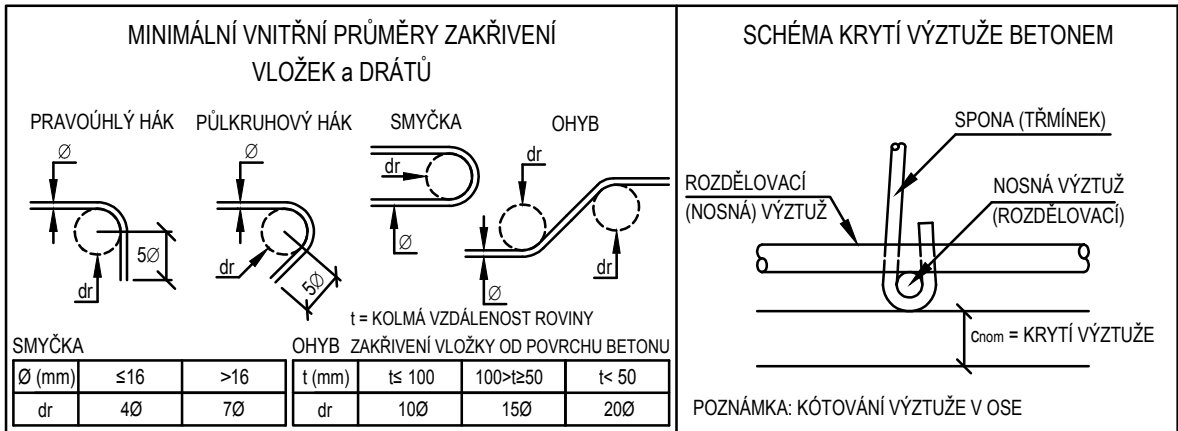 MINIMÁLNÍ VNITŘNÍ PRŮMĚRY ZAKŘIVENÍ
VLOŽEK a DRÁTŮ
PRAVOÚHLÝ HÁK
Ø
5Ø
dr
PŮLKRUHOVÝ HÁK
Ø
dr
5Ø
SMYČKA
dr
Ø
OHYB
dr
dr
Ø
t = KOLMÁ VZDÁLENOST ROVINY
ZAKŘIVENÍ VLOŽKY OD POVRCHU BETONU
SMYČKA
Ø (mm) ≤16 >16
dr 4Ø 7Ø
OHYB
t (mm) t≤ 100 100>t≥50 t< 50
dr 10Ø 15Ø 20Ø
SCHÉMA KRYTÍ VÝZTUŽE BETONEM
SPONA (TŘMÍNEK)
ROZDĚLOVACÍ
(NOSNÁ) VÝZTUŽ
NOSNÁ VÝZTUŽ
(ROZDĚLOVACÍ)
Cnom = KRYTÍ VÝZTUŽE
POZNÁMKA: KÓTOVÁNÍ VÝZTUŽE V OSE